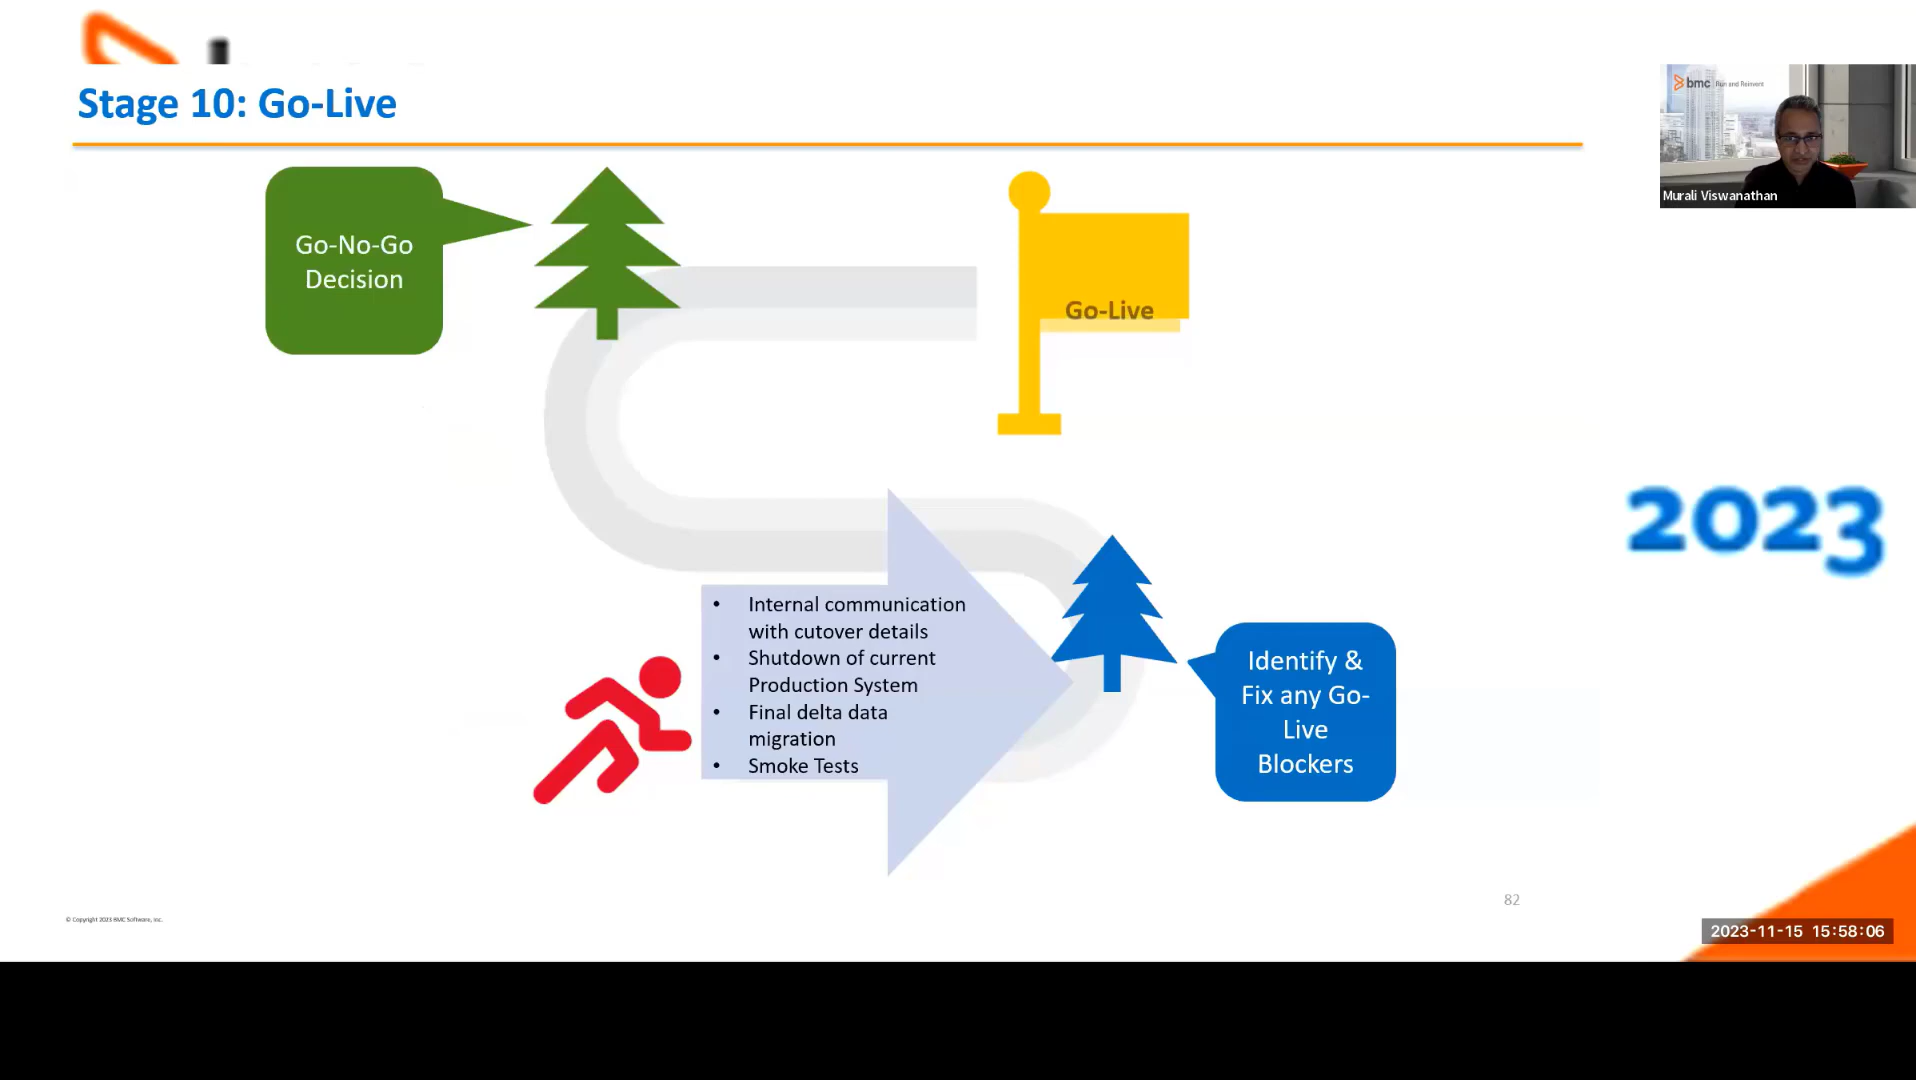 Stage 10: Go-Live
bmc Run and Reinvent
Murali Viswanathan
Go-No-Go
Decision
Go-Live
2023
• Internal communication
with cutover details
• Shutdown of current
Production System
• Final delta data
migration
• Smoke Tests
Identify &
Fix any Go-
Live
Blockers
82
© Copyright 2023 BMC Software, Inc.
2023-11-15 15:58:06